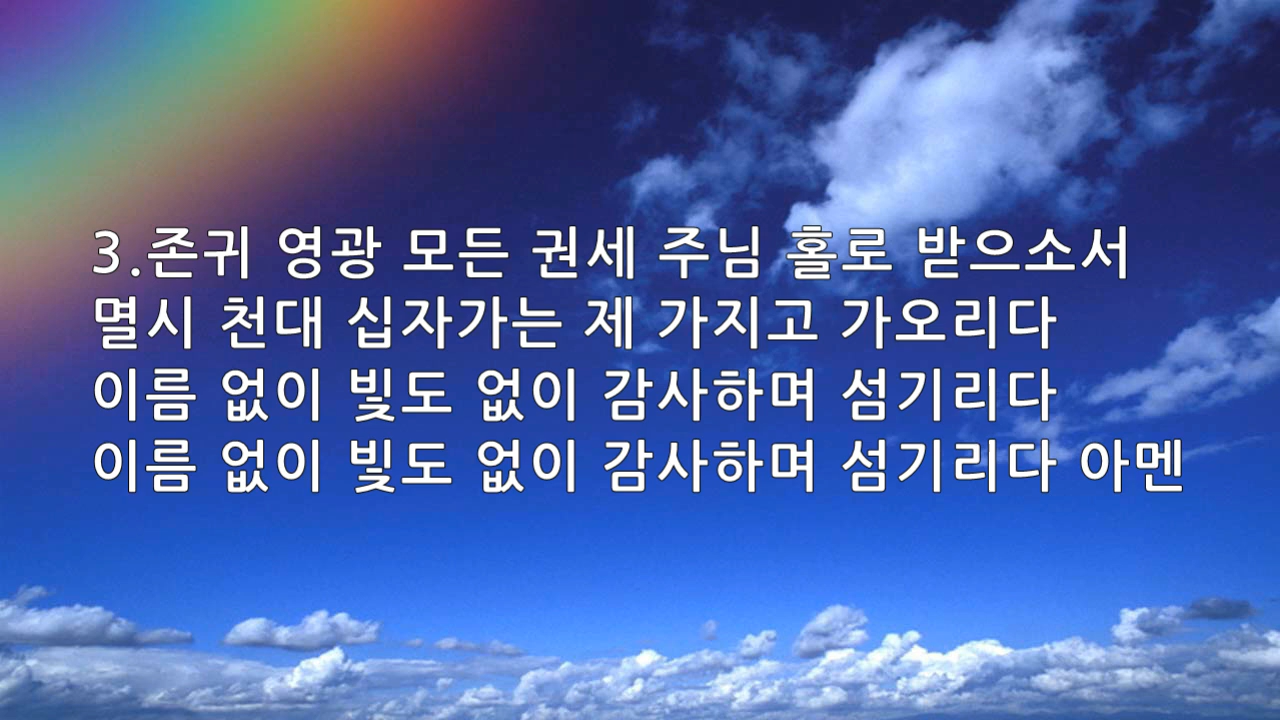 3.존귀 영광 모든 권세 주님 홀로 받으소서
멸시 천대 십자가는 제 가지고 가오리다
이름 없이 빛도 없이 감사하며 섬기리다
이름 없이 빛도 없이 감사하며 섬기리다 아멘